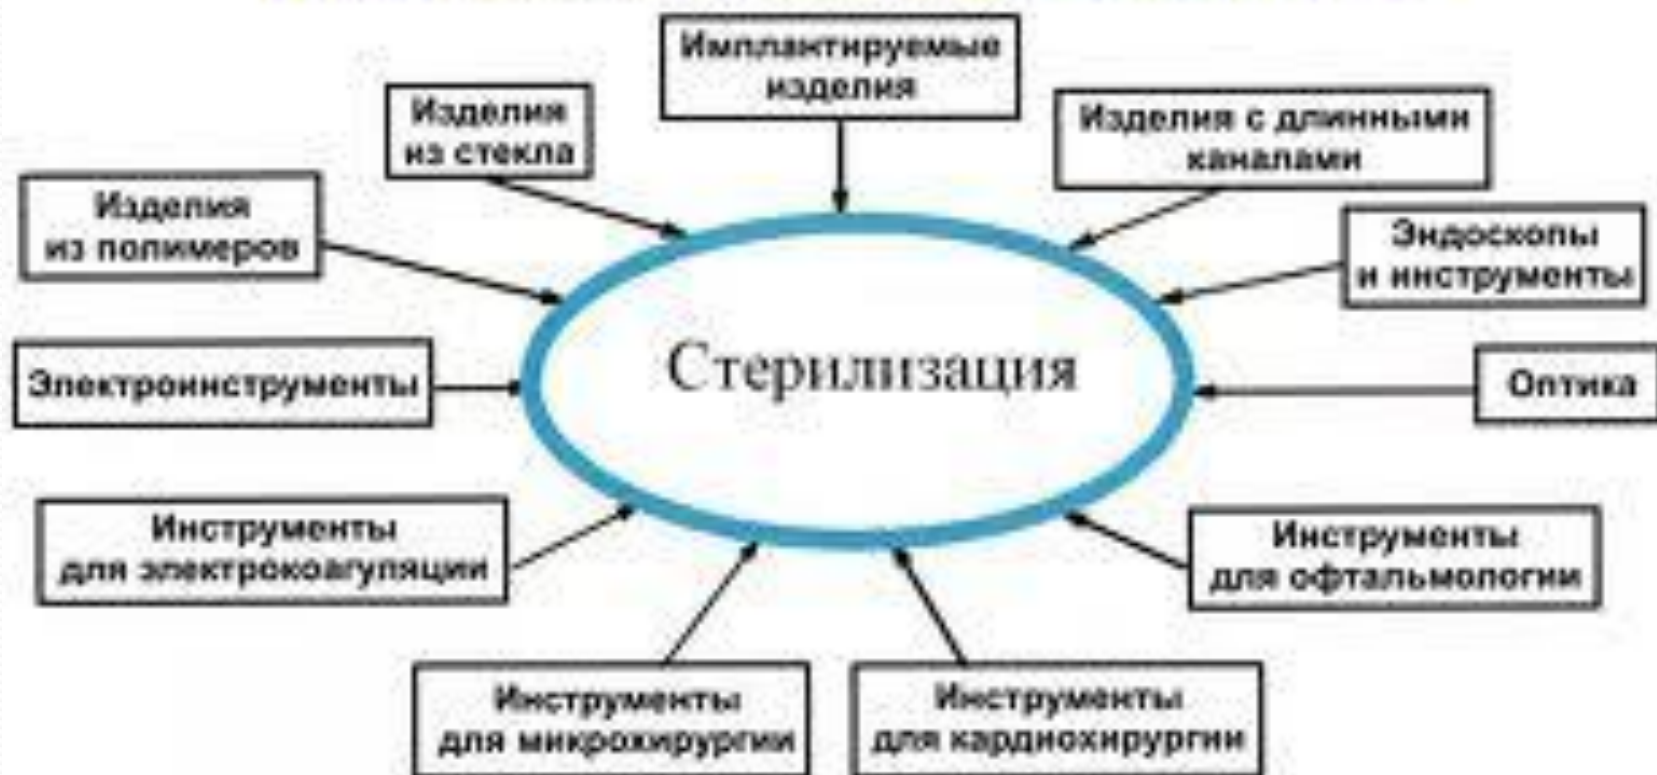 Имплантируемые
изделия
Изделия
из стекла
Изделия с длинными
каналами
Изделия
из полимеров
Эндоскопы
и инструменты
Стерилизация
Электроинструменты
Оптика
Инструменты
для электрокоагуляции
Инструменты
для офтальмологии
Инструменты
для микрохирургии
Инструменты
для кардиохирургии